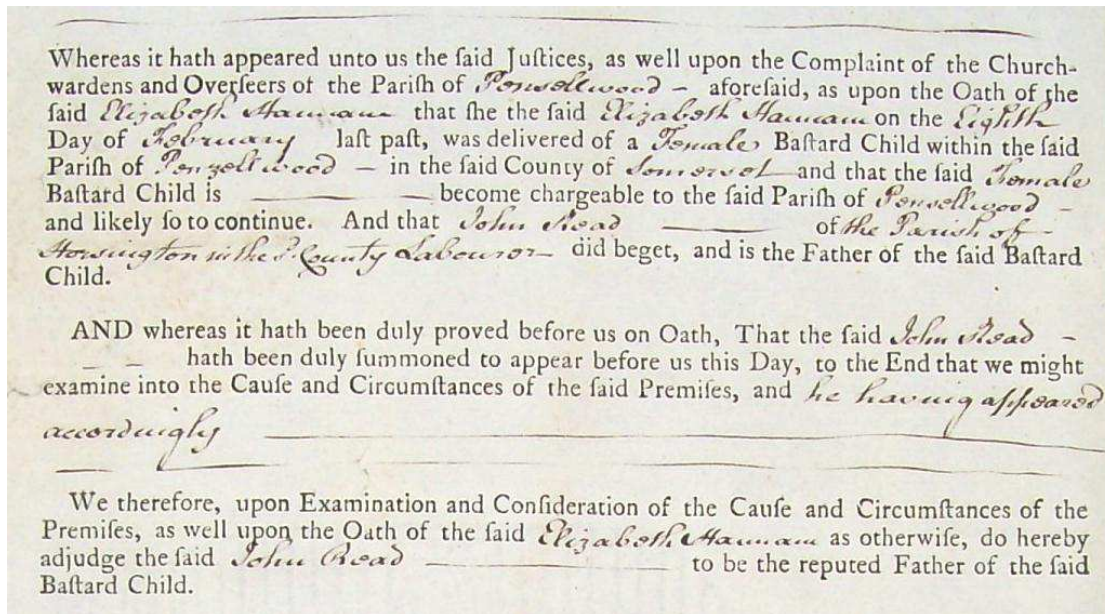 Whereas it hath appeared unto us the ſaid Juſtices, as well upon the Complaint of the Church-
wardens and Overſeers of the Pariſh of Penſellwood – aforeſaid, as upon the Oath of the
ſaid Elizabeth Hannam that ſhe the ſaid Elizabeth Hannam on the Eighth
Day of February laſt paſt, was delivered of a Female Baſtard Child within the ſaid
Pariſh of Penzellwood – in the ſaid County of Somerset and that the ſaid Female
Baſtard Child is ——— become chargeable to the ſaid Pariſh of Penſellwood –
and likely ſo to continue. And that John Read ——— of the Pariſh of
Horsington in the sᵈ County Labourer did beget, and is the Father of the ſaid Baſtard
Child.
AND whereas it hath been duly proved before us on Oath, That the ſaid John Read –
– – hath been duly ſummoned to appear before us this Day, to the End that we might
examine into the Cauſe and Circumſtances of the ſaid Premiſes, and he having appeared
accordingly ———
We therefore, upon Examination and Conſideration of the Cauſe and Circumſtances of the
Premiſes, as well upon the Oath of the ſaid Elizabeth Hannam as otherwiſe, do hereby
adjudge the ſaid John Read ——— to be the reputed Father of the ſaid
Baſtard Child.